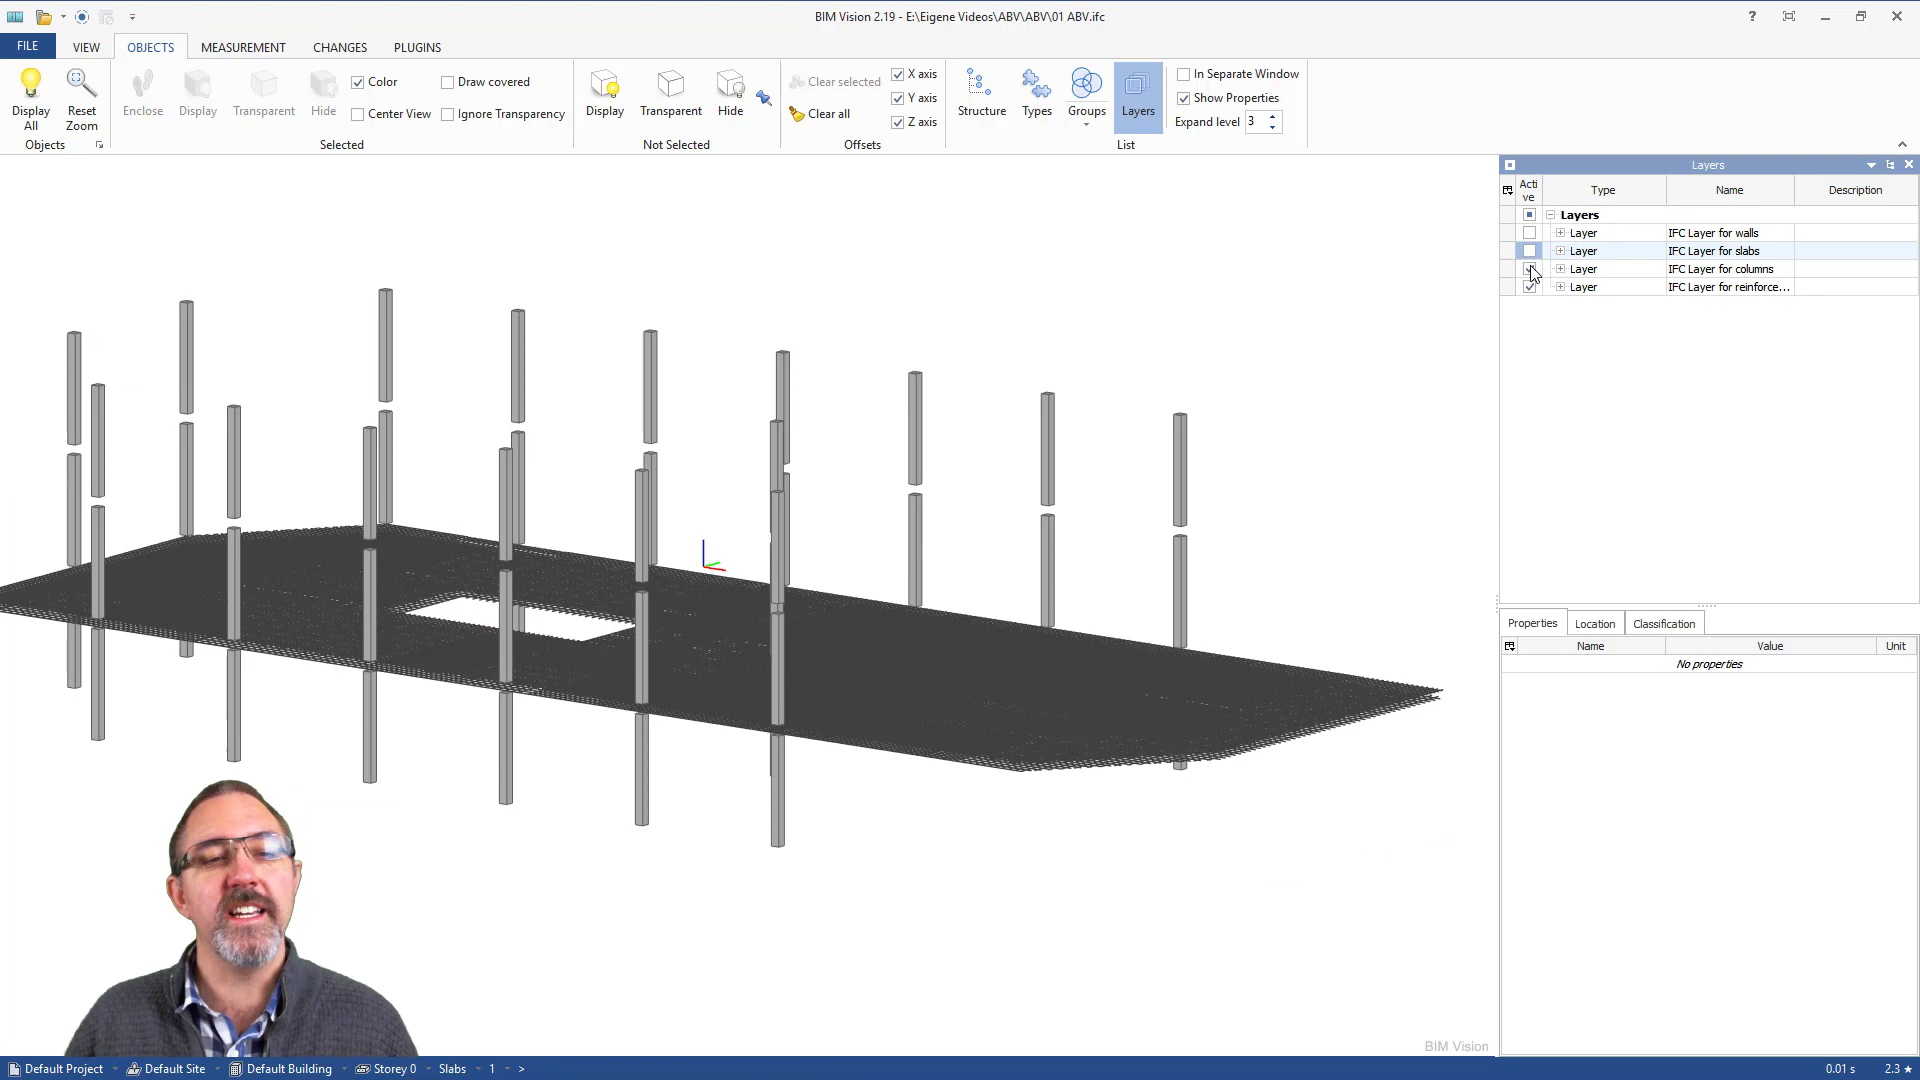 BIM Vision 2.19 - E:\Eigene Videos\ABV\ABV\01 ABV.ifc
FILE VIEW OBJECTS MEASUREMENT CHANGES PLUGINS
Display All
Reset Zoom
Objects
Enclose
Display
Transparent
Hide
Color
Draw covered
Center View
Ignore Transparency
Selected
Display
Transparent
Hide
Not Selected
Clear selected
Clear all
X axis
Y axis
Z axis
Offsets
Structure
Types
Groups
Layers
In Separate Window
Show Properties
Expand level 3
List
Layers
Active Type Name Description
Layers
Layer IFC Layer for walls
Layer IFC Layer for slabs
Layer IFC Layer for columns
Layer IFC Layer for reinforce...
Properties Location Classification
Name Value Unit
No properties
BIM Vision
Default Project Default Site Default Building Storey 0 Slabs 1 >
0.01 s 2.3